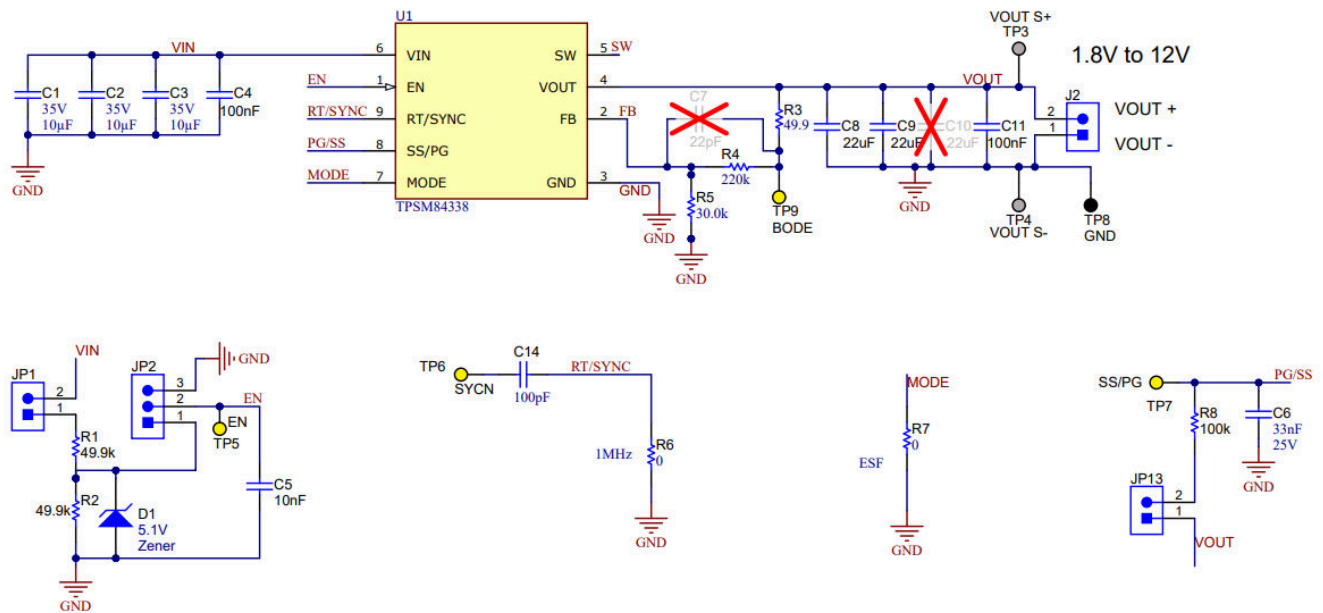 U1
VIN
6
VIN
SW
5
SW
C1
35V
10µF
C2
35V
10µF
C3
35V
10µF
C4
100nF
GND
EN
1
EN
RT/SYNC
9
RT/SYNC
PG/SS
8
SS/PG
MODE
7
MODE
VOUT
4
FB
2
FB
GND
3
GND
TPSM84338
GND
C7
22pF
R3
49.9
R4
220k
R5
30.0k
GND
TP9
BODE
C8
22uF
C9
22uF
C10
22uF
C11
100nF
GND
VOUT
VOUT S+
TP3
1.8V to 12V
J2
2
1
VOUT +
VOUT -
TP4
VOUT S-
TP8
GND
VIN
JP1
2
1
JP2
3
2
1
GND
EN
EN
TP5
R1
49.9k
R2
49.9k
D1
5.1V
Zener
C5
10nF
GND
TP6
SYCN
C14
100pF
RT/SYNC
1MHz
R6
0
GND
MODE
R7
0
ESF
GND
SS/PG
TP7
PG/SS
R8
100k
C6
33nF
25V
GND
JP13
2
1
VOUT